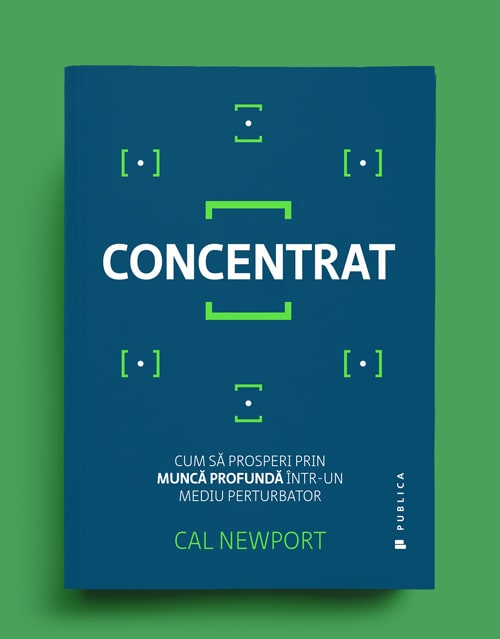 CONCENTRAT
CUM SĂ PROSPERI PRIN
MUNCĂ PROFUNDĂ ÎNTR-UN
MEDIU PERTURBATOR
CAL NEWPORT
PUBLICA